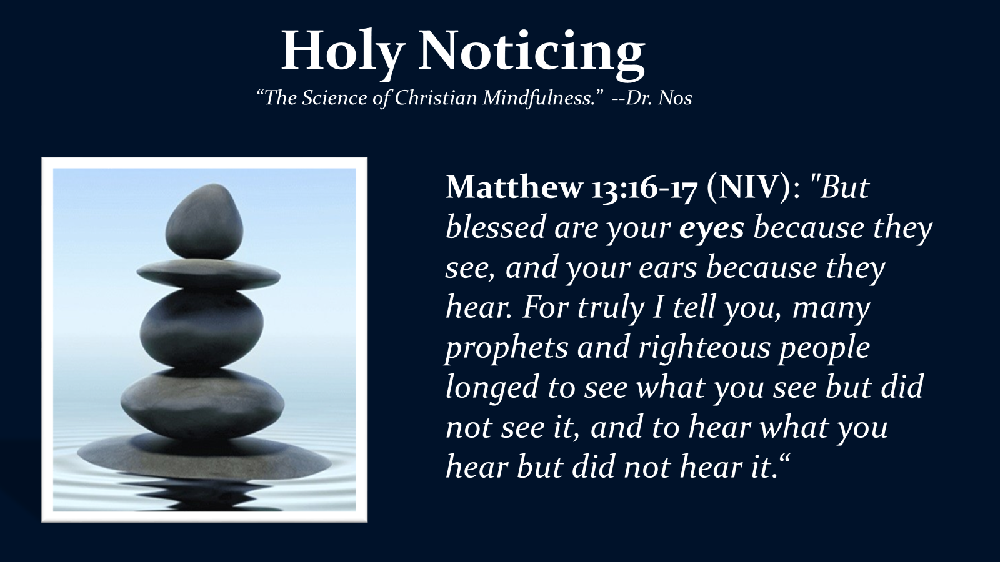 Holy Noticing
“The Science of Christian Mindfulness.” --Dr. Nos
Matthew 13:16-17 (NIV): "But
blessed are your eyes because they
see, and your ears because they
hear. For truly I tell you, many
prophets and righteous people
longed to see what you see but did
not see it, and to hear what you
hear but did not hear it.“